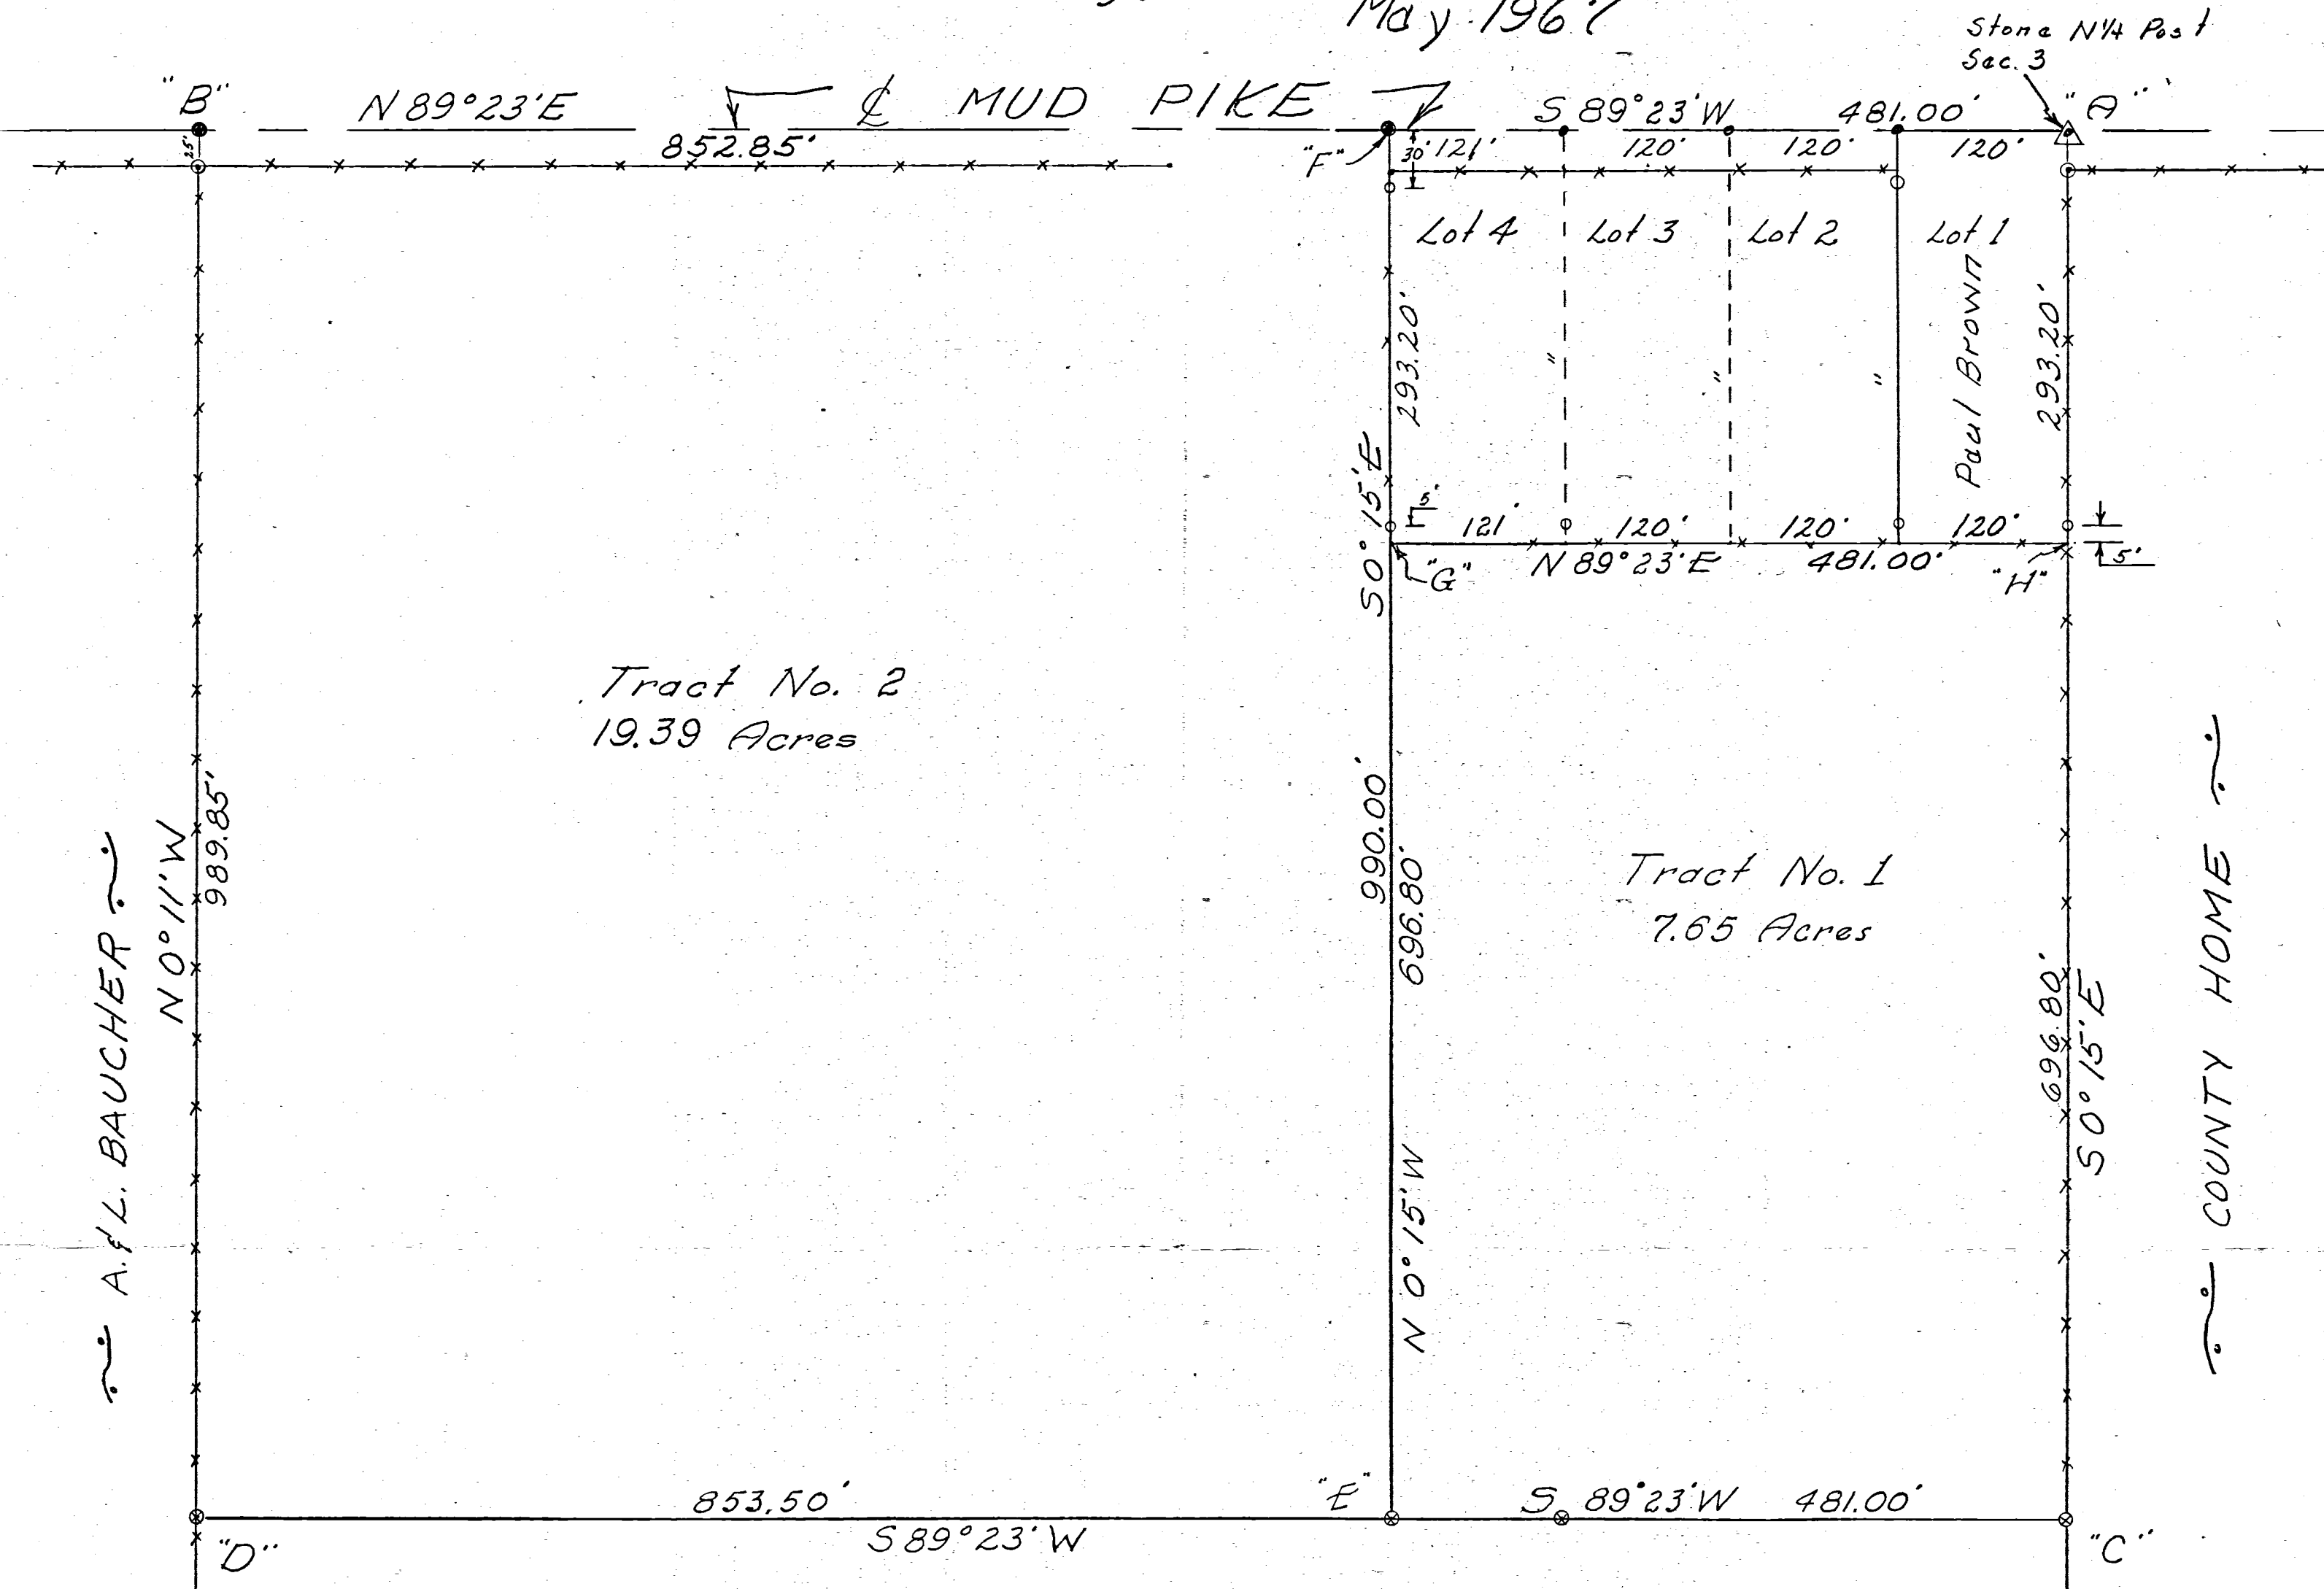 Stone N1/4 Post
Sec. 3
"B"
N 89°23'E
℄ MUD PIKE
S 89°23'W
481.00'
"A"
25'
852.85'
"F"
30'
121'
120'
120'
120'
Lot 4
Lot 3
Lot 2
Lot 1
293.20'
"
"
"
Paul Brown
293.20'
S 0° 15' E
5'
121'
120'
120'
120'
"G"
N 89°23'E
481.00'
"H"
5'
Tract No. 2
19.39 Acres
A. & L. BAUCHER
N 0° 11' W
989.85'
990.00'
696.80'
Tract No. 1
7.65 Acres
696.80'
S 0° 15' E
COUNTY HOME
N 0° 15' W
853.50'
S 89° 23' W
"E"
S 89°23'W
481.00'
"D"
"C"